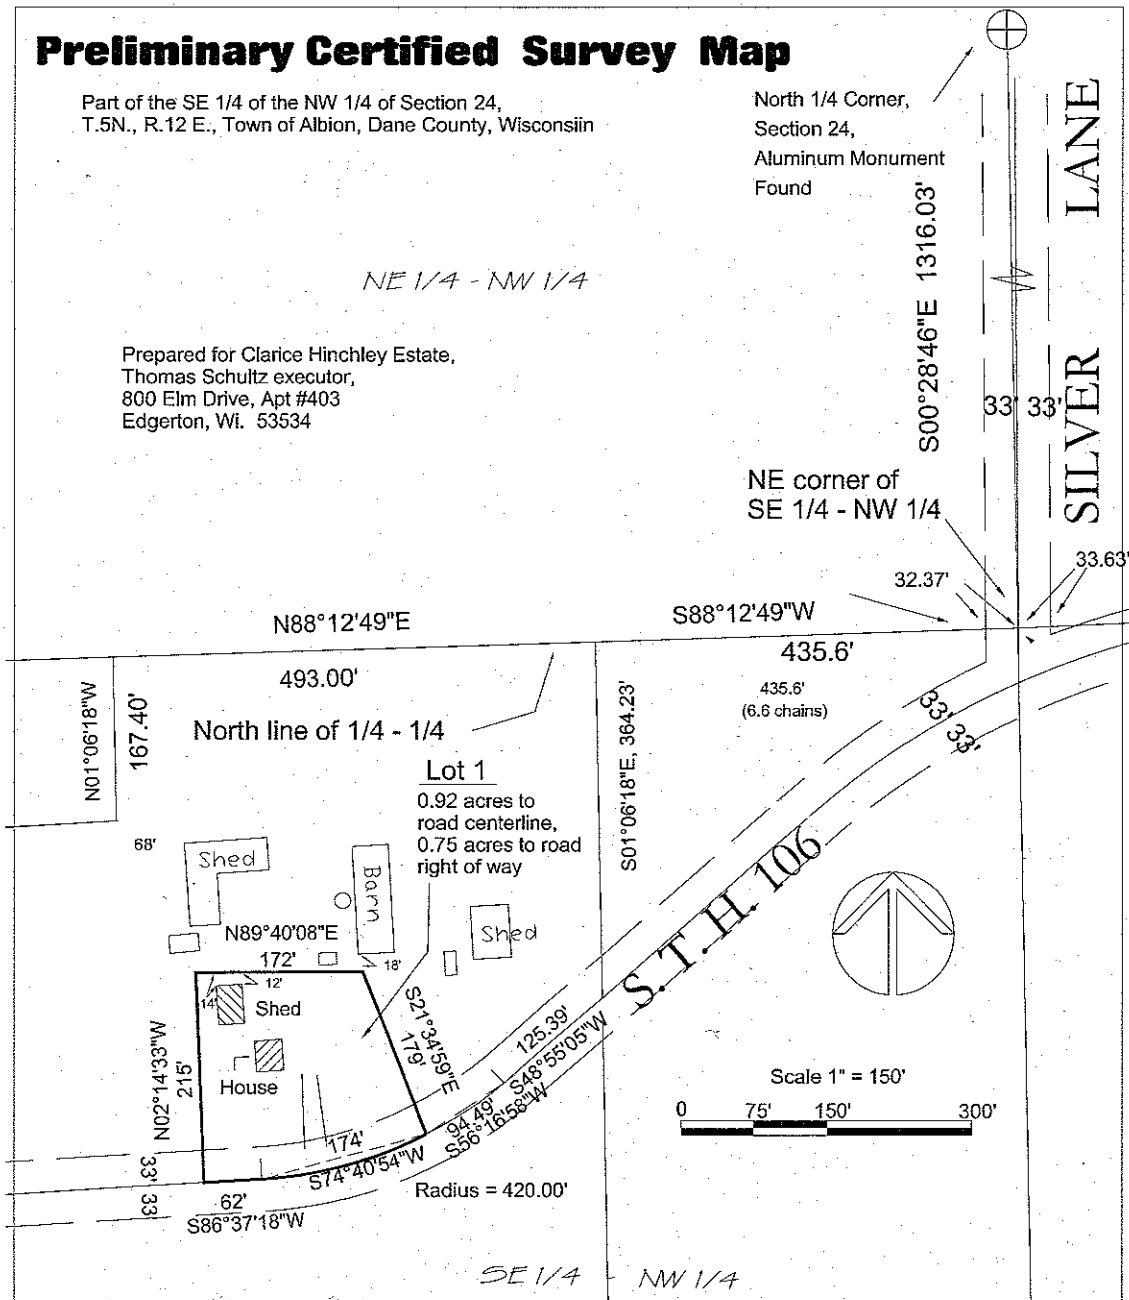 Preliminary Certified Survey Map
Part of the SE 1/4 of the NW 1/4 of Section 24,
T.5N., R.12 E., Town of Albion, Dane County, Wisconsiin
North 1/4 Corner,
Section 24,
Aluminum Monument
Found
SILVER LANE
S00°28'46"E 1316.03'
NE 1/4 - NW 1/4
Prepared for Clarice Hinchley Estate,
Thomas Schultz executor,
800 Elm Drive, Apt #403
Edgerton, Wi. 53534
33' 33'
NE corner of
SE 1/4 - NW 1/4
32.37'
33.63'
N88°12'49"E
S88°12'49"W
493.00'
435.6'
435.6'
(6.6 chains)
N01°06'18"W
167.40'
North line of 1/4 - 1/4
S01°06'18"E, 364.23'
33' 33'
Lot 1
0.92 acres to
road centerline,
0.75 acres to road
right of way
68'
Shed
Barn
Shed
N89°40'08"E
172'
18'
12'
14'
Shed
House
S21°34'59"E
179'
N02°14'33"W
215'
S. T. H. 106
125.39'
S48°55'05"W
94.49'
S56°16'58"W
174'
S74°40'54"W
Radius = 420.00'
33'
33'
62'
S86°37'18"W
Scale 1" = 150'
0 75' 150' 300'
SE 1/4 - NW 1/4